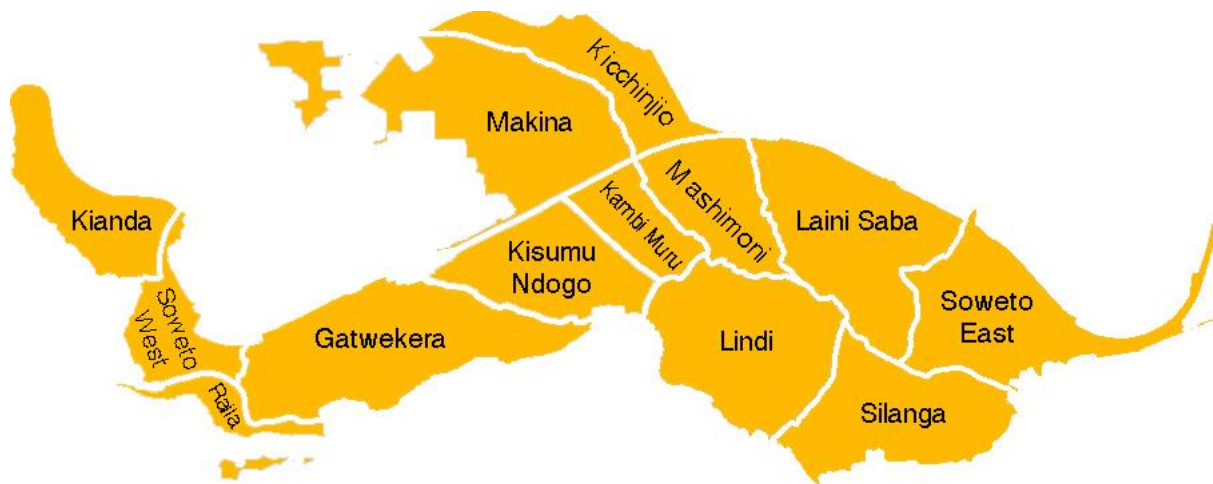 Kicchinjio
Makina
Mashimoni
Kambi Muru
Laini Saba
Kianda
Kisumu
Ndogo
Soweto
West
Gatwekera
Lindi
Soweto
East
Raila
Silanga